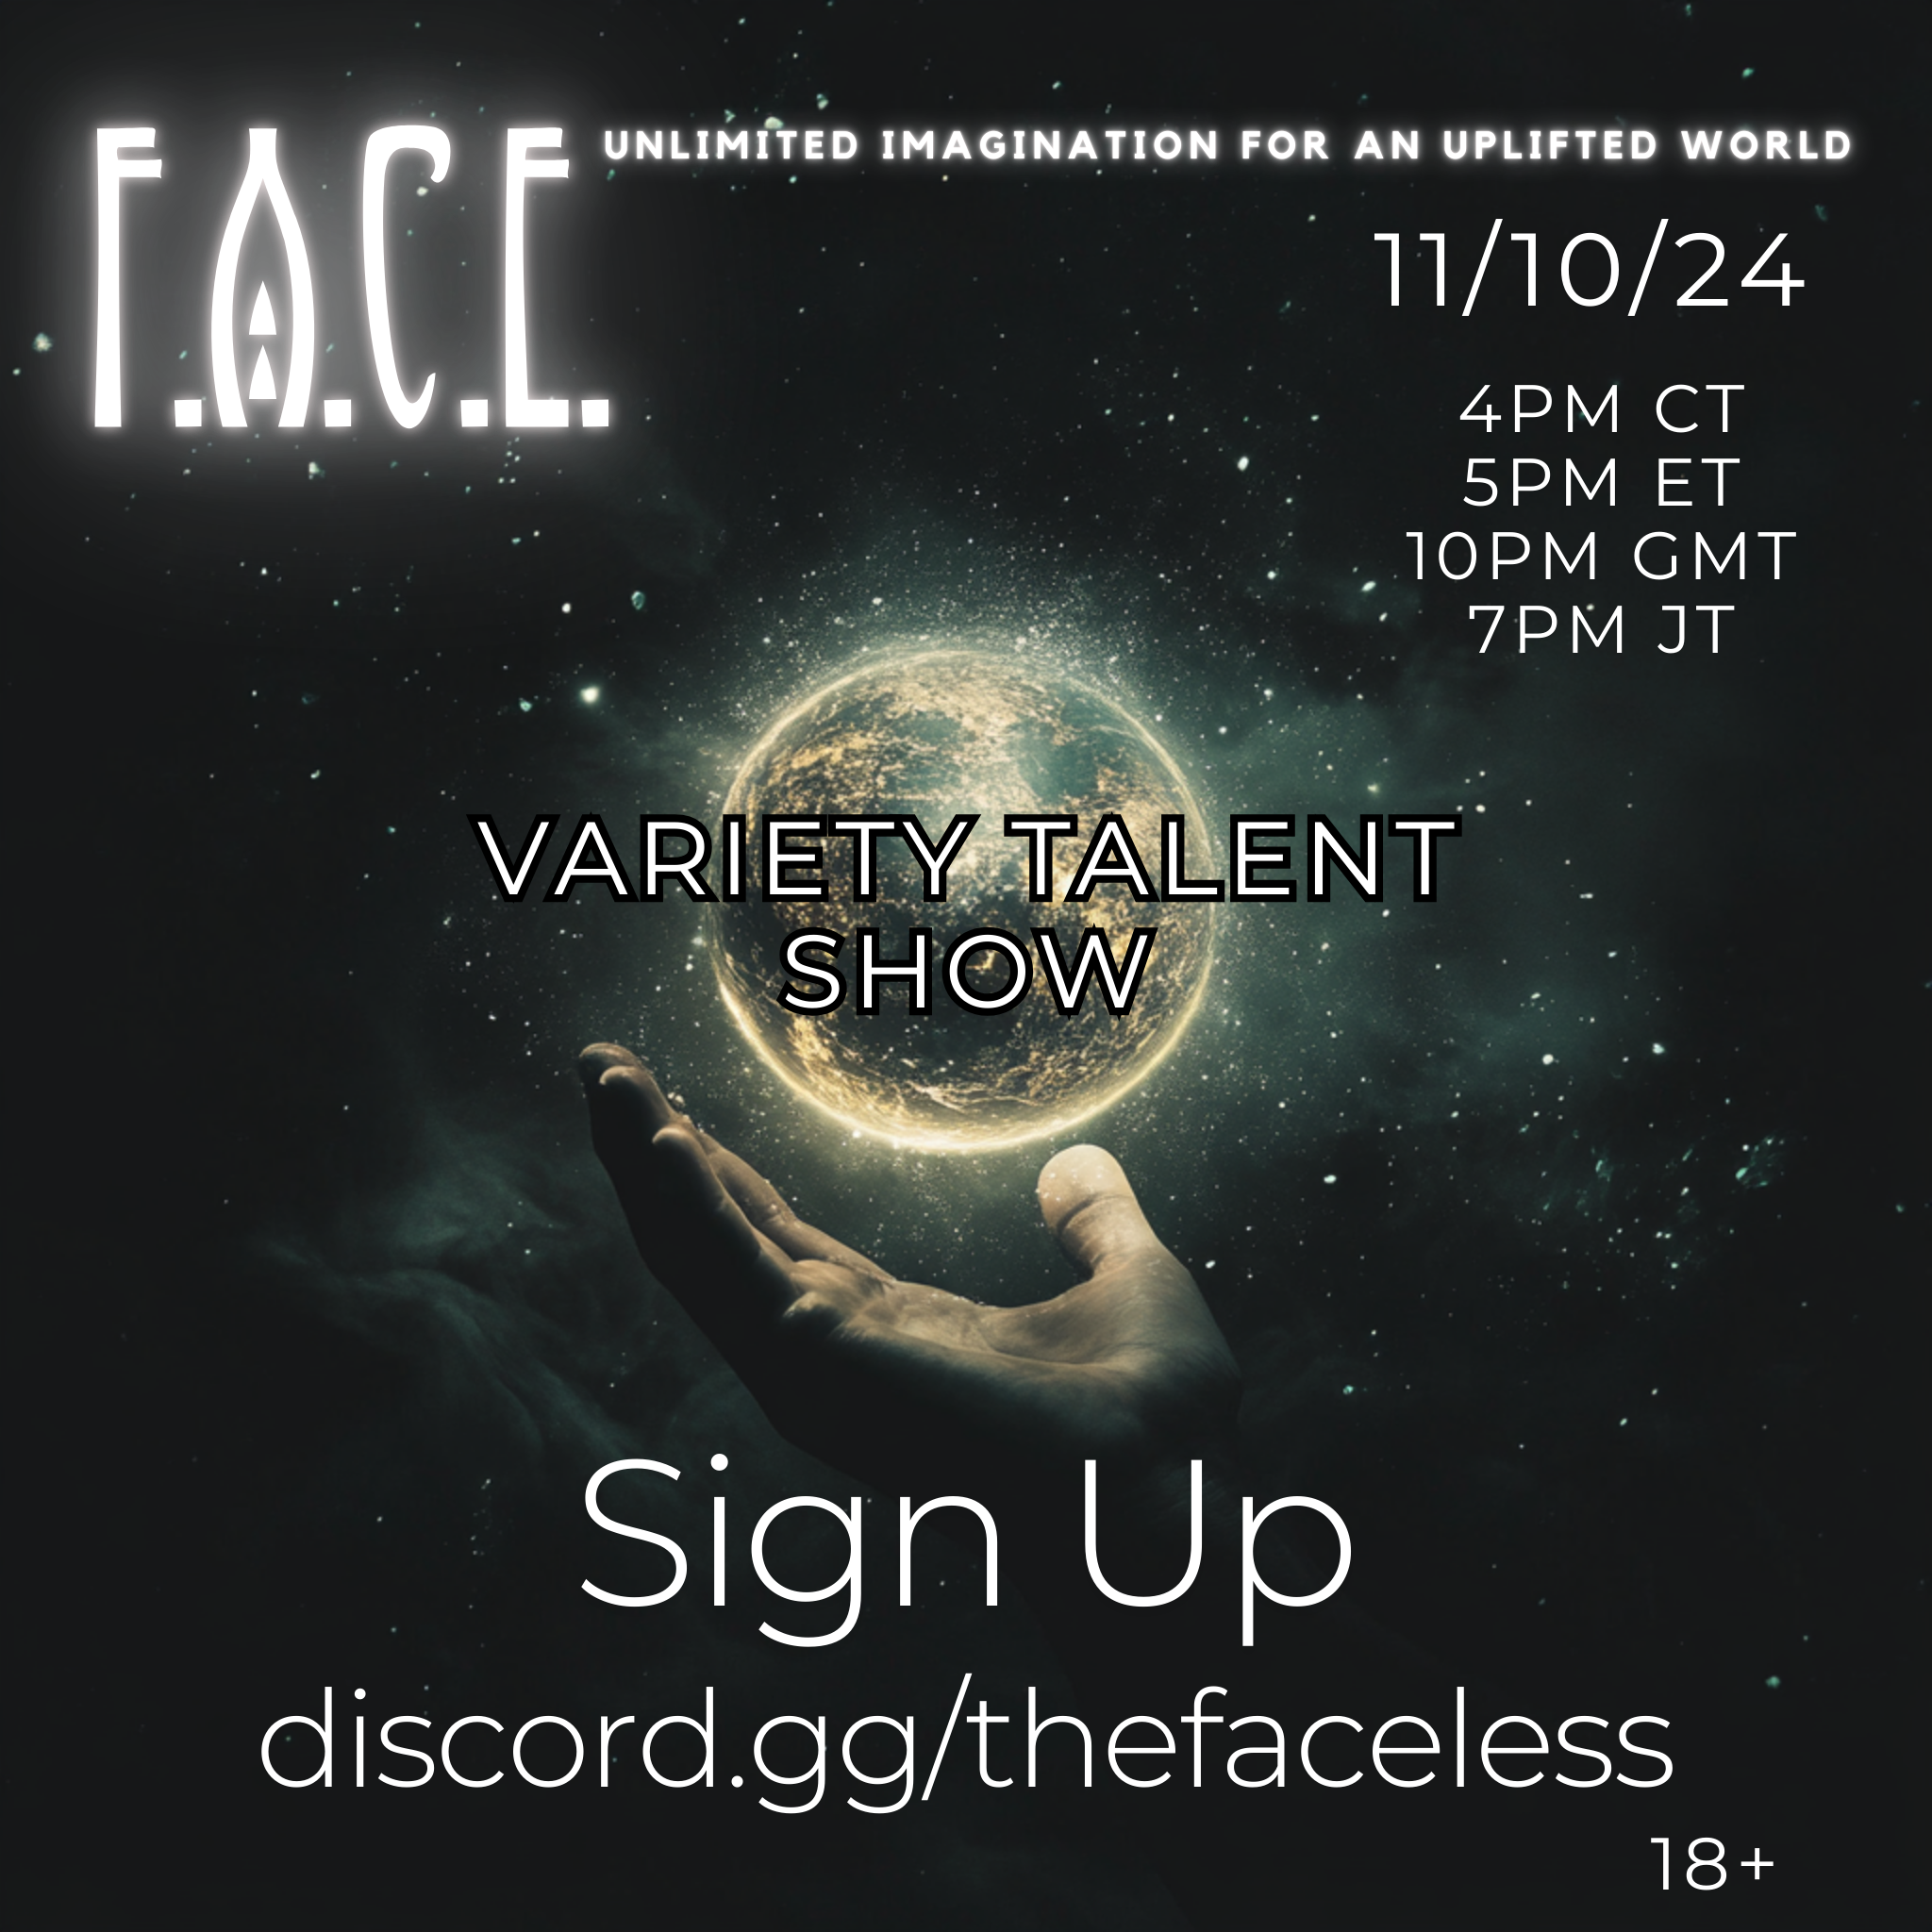 F.A.C.E.
UNLIMITED IMAGINATION FOR AN UPLIFTED WORLD
11/10/24
4PM CT
5PM ET
10PM GMT
7PM JT
VARIETY TALENT
SHOW
Sign Up
discord.gg/thefaceless
18+